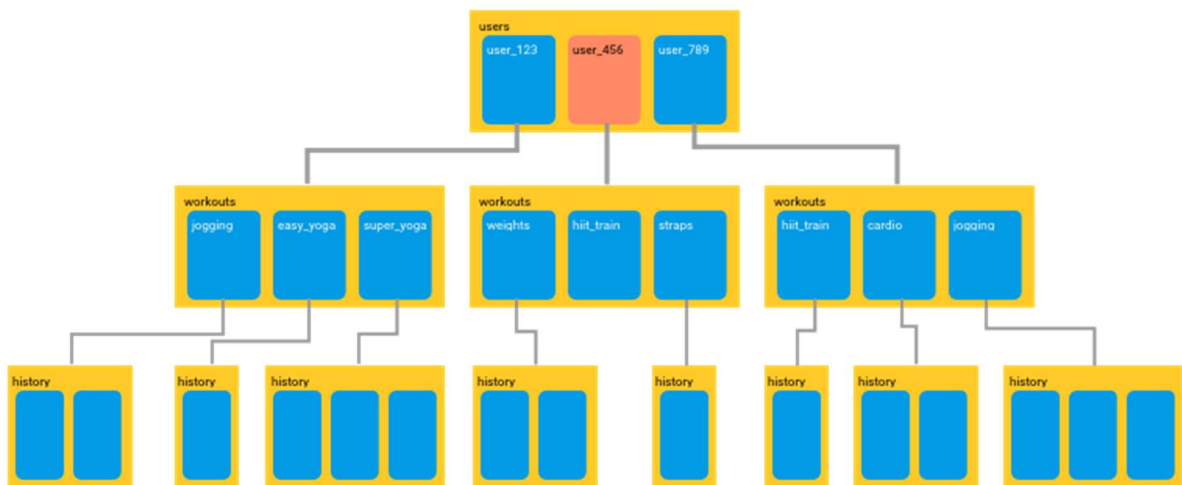 users
user_123
user_456
user_789
workouts
jogging
easy_yoga
super_yoga
workouts
weights
hiit_train
straps
workouts
hiit_train
cardio
jogging
history
history
history
history
history
history
history
history